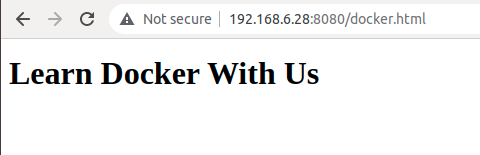 Not secure 192.168.6.28:8080/docker.html
Learn Docker With Us